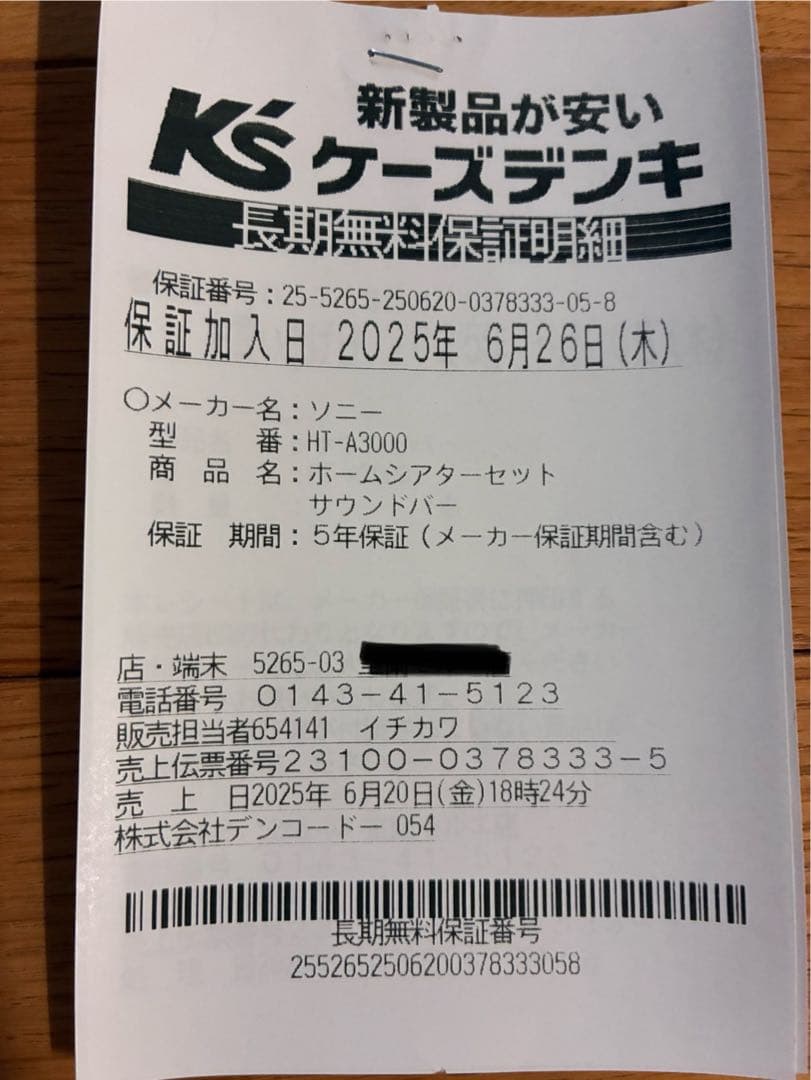 新製品が安い
K's ケーズデンキ
長期無料保証明細
保証番号：25-5265-250620-0378333-05-8
保証加入日 2025年 6月26日(木)
○メーカー名：ソニー
型　　番：HT-A3000
商 品 名：ホームシアターセット
サウンドバー
保証 期間：５年保証（メーカー保証期間含む）
店・端末 5265-03
電話番号 ０１４３－４１－５１２３
販売担当者654141 イチカワ
売上伝票番号２３１００－０３７８３３３－５
売 上 日2025年 6月20日(金)18時24分
株式会社デンコードー 054
長期無料保証番号
2552652506200378333058